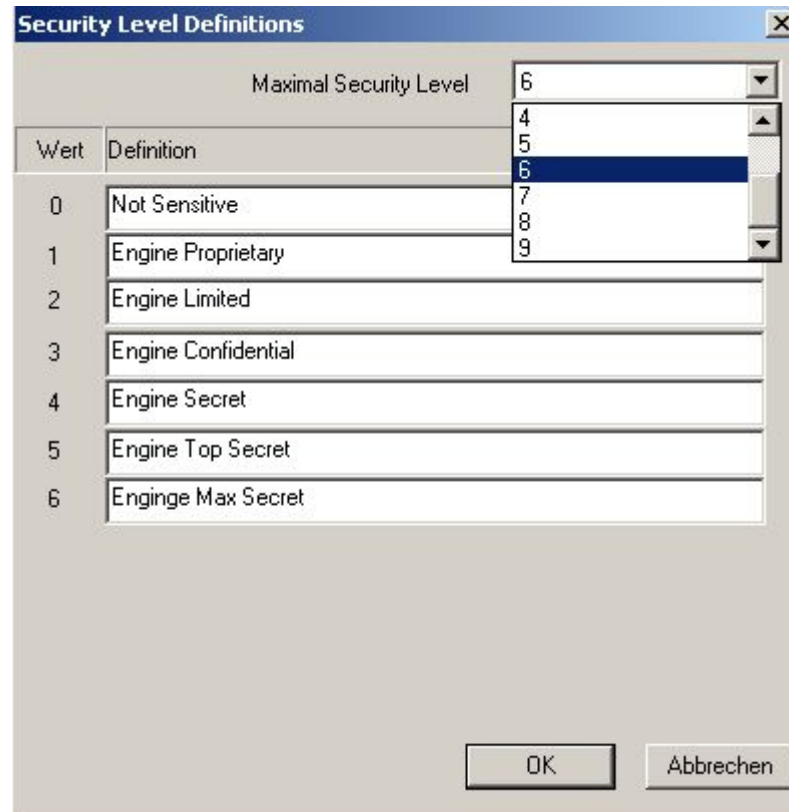 Security Level Definitions
Maximal Security Level 6
4
5
6
7
8
9
Wert Definition
0 Not Sensitive
1 Engine Proprietary
2 Engine Limited
3 Engine Confidential
4 Engine Secret
5 Engine Top Secret
6 Enginge Max Secret
OK Abbrechen